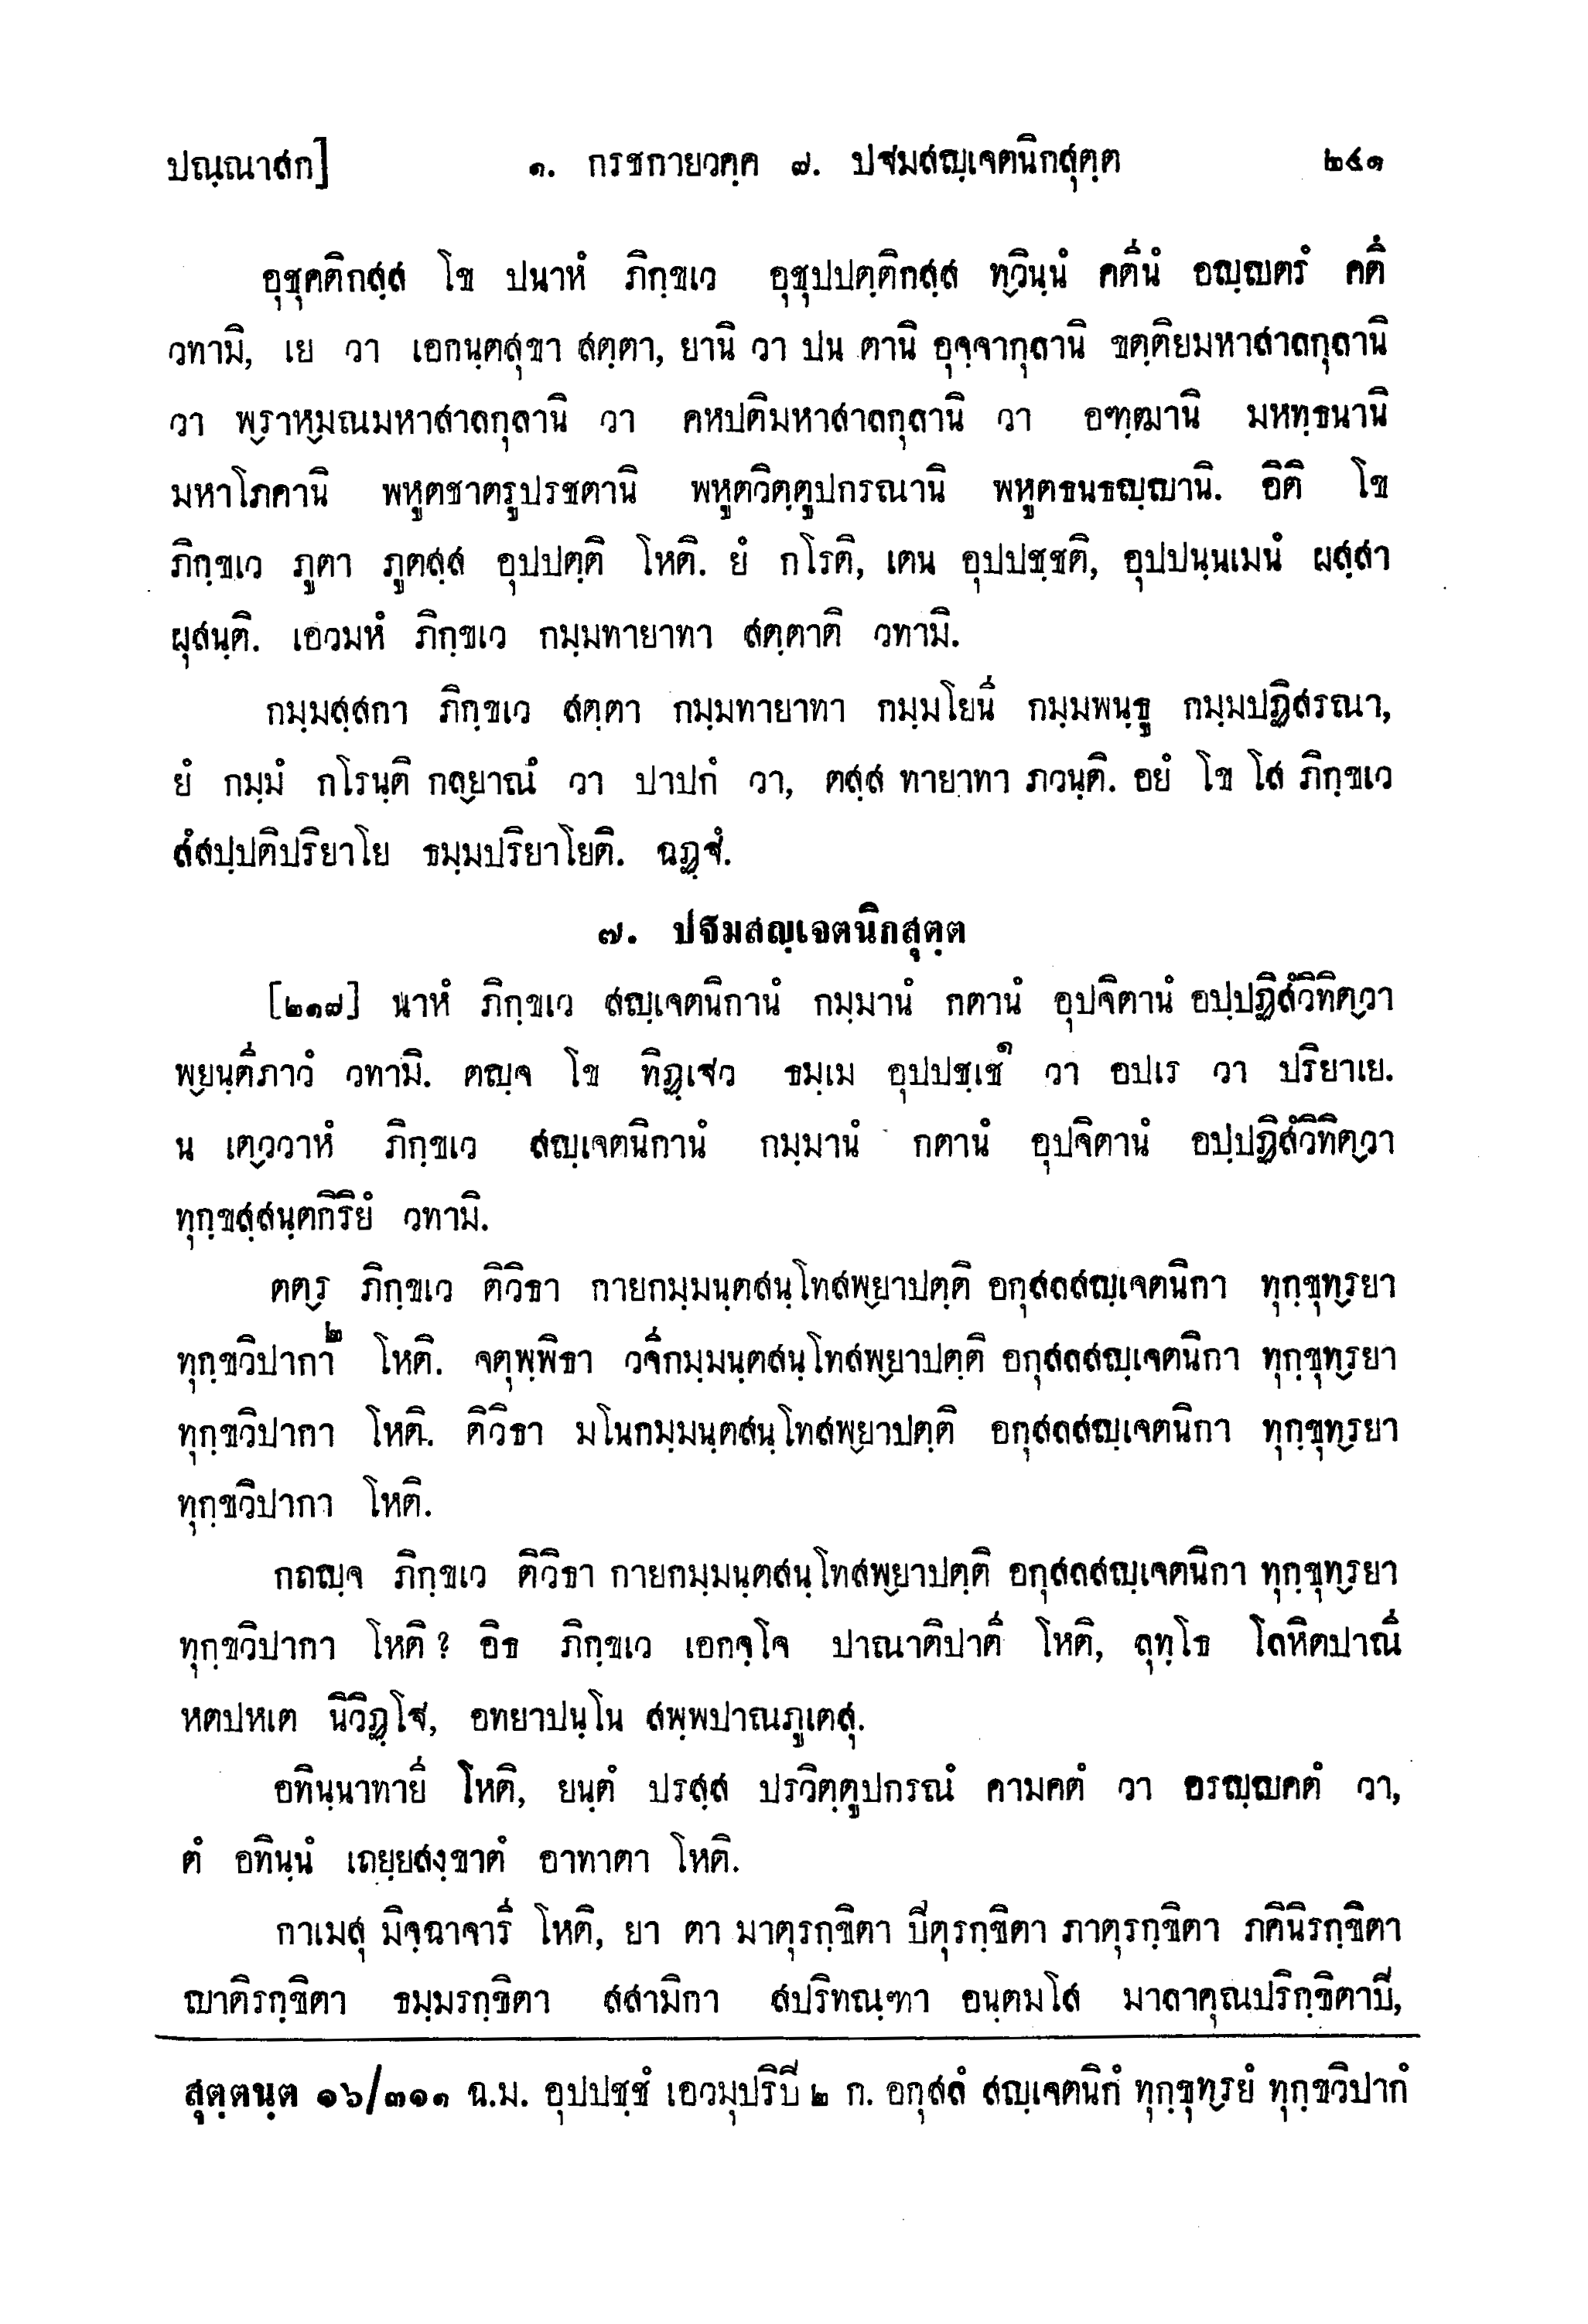 ปณฺณาสก] ๑. กรชกายวคฺค ๗. ปฐมสญฺเจตนิกสุตฺต ๒๔๑
อุชุคติกสฺส โข ปนาหํ ภิกฺขเว อุชุปปตฺติกสฺส ทฺวินฺนํ คตีนํ อญฺญตรํ คตึ
วทามิ, เย วา เอกนฺตสุขา สตฺตา, ยานิ วา ปน ตานิ อุจฺจากุลานิ ขตฺติยมหาสาลกุลานิ
วา พฺราหฺมณมหาสาลกุลานิ วา คหปติมหาสาลกุลานิ วา อฑฺฒานิ มหทฺธนานิ
มหาโภคานิ พหูตชาตรูปรชตานิ พหูตวิตฺตูปกรณานิ พหูตธนธญฺญานิ. อิติ โข
ภิกฺขเว ภูตา ภูตสฺส อุปปตฺติ โหติ. ยํ กโรติ, เตน อุปปชฺชติ, อุปปนฺนเมนํ ผสฺสา
ผุสนฺติ. เอวมหํ ภิกฺขเว กมฺมทายาทา สตฺตาติ วทามิ.
กมฺมสฺสกา ภิกฺขเว สตฺตา กมฺมทายาทา กมฺมโยนี กมฺมพนฺธู กมฺมปฏิสรณา,
ยํ กมฺมํ กโรนฺติ กลฺยาณํ วา ปาปกํ วา, ตสฺส ทายาทา ภวนฺติ. อยํ โข โส ภิกฺขเว
สํสปฺปติปริยาโย ธมฺมปริยาโยติ. ฉฏฺฐํ.
๗. ปฐมสญฺเจตนิกสุตฺต
[๒๑๗] นาหํ ภิกฺขเว สญฺเจตนิกานํ กมฺมานํ กตานํ อุปจิตานํ อปฺปฏิสํวิทิตฺวา
พฺยนฺตีภาวํ วทามิ. ตญฺจ โข ทิฏฺเฐว ธมฺเม อุปปชฺเช๑ วา อปเร วา ปริยาเย.
น เตฺววาหํ ภิกฺขเว สญฺเจตนิกานํ กมฺมานํ กตานํ อุปจิตานํ อปฺปฏิสํวิทิตฺวา
ทุกฺขสฺสนฺตกิริยํ วทามิ.
ตตฺร ภิกฺขเว ติวิธา กายกมฺมนฺตสนฺโทสพฺยาปตฺติ อกุสลสญฺเจตนิกา ทุกฺขุทฺรยา
ทุกฺขวิปากา๒ โหติ. จตุพฺพิธา วจีกมฺมนฺตสนฺโทสพฺยาปตฺติ อกุสลสญฺเจตนิกา ทุกฺขุทฺรยา
ทุกฺขวิปากา โหติ. ติวิธา มโนกมฺมนฺตสนฺโทสพฺยาปตฺติ อกุสลสญฺเจตนิกา ทุกฺขุทฺรยา
ทุกฺขวิปากา โหติ.
กถญฺจ ภิกฺขเว ติวิธา กายกมฺมนฺตสนฺโทสพฺยาปตฺติ อกุสลสญฺเจตนิกา ทุกฺขุทฺรยา
ทุกฺขวิปากา โหติ ? อิธ ภิกฺขเว เอกจฺโจ ปาณาติปาตี โหติ, ลุทฺโธ โลหิตปาณี
หตปหเต นิวิฏฺโฐ, อทยาปนฺโน สพฺพปาณภูเตสุ.
อทินฺนาทายี โหติ, ยนฺตํ ปรสฺส ปรวิตฺตูปกรณํ คามคตํ วา อรญฺญคตํ วา,
ตํ อทินฺนํ เถยฺยสงฺขาตํ อาทาตา โหติ.
กาเมสุ มิจฺฉาจารี โหติ, ยา ตา มาตุรกฺขิตา ปิตุรกฺขิตา ภาตุรกฺขิตา ภคินิรกฺขิตา
ญาติรกฺขิตา ธมฺมรกฺขิตา สสามิกา สปริทณฺฑา อนฺตมโส มาลาคุณปริกฺขิตาปิ,
สุตฺตนฺต ๑๖/๓๑๑ ฉ.ม. อุปปชฺชํ เอวมุปริปิ ๒ ก. อกุสลํ สญฺเจตนิกํ ทุกฺขุทฺรยํ ทุกฺขวิปากํ